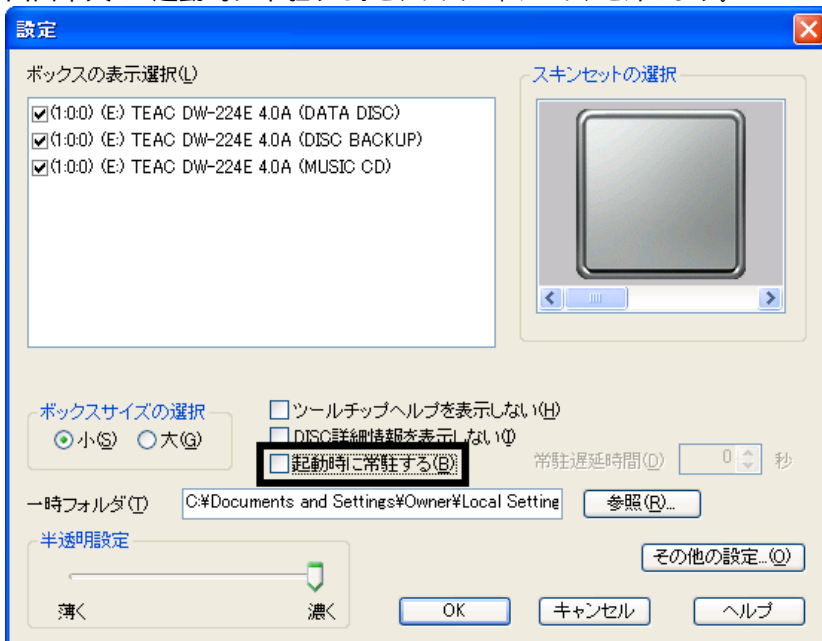 設定
ボックスの表示選択(L)
(1:0:0) (E:) TEAC DW-224E 4.0A (DATA DISC)
(1:0:0) (E:) TEAC DW-224E 4.0A (DISC BACKUP)
(1:0:0) (E:) TEAC DW-224E 4.0A (MUSIC CD)
スキンセットの選択
ボックスサイズの選択
小(S) 大(G)
ツールチップヘルプを表示しない(H)
DISC詳細情報を表示しない(I)
起動時に常駐する(B)
常駐遅延時間(D) 0 秒
一時フォルダ(T) C:¥Documents and Settings¥Owner¥Local Setting 参照(R)...
半透明設定
薄く 濃く
その他の設定...(O)
OK キャンセル ヘルプ